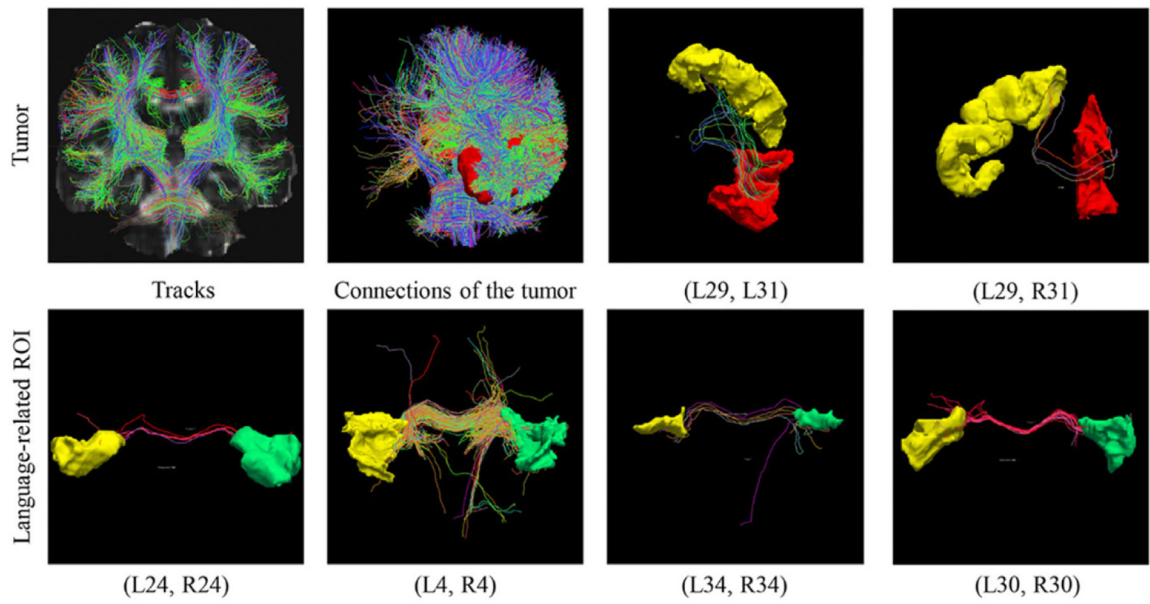 Tumor
Tracks
Connections of the tumor
(L29, L31)
(L29, R31)
Language-related ROI
(L24, R24)
(L4, R4)
(L34, R34)
(L30, R30)